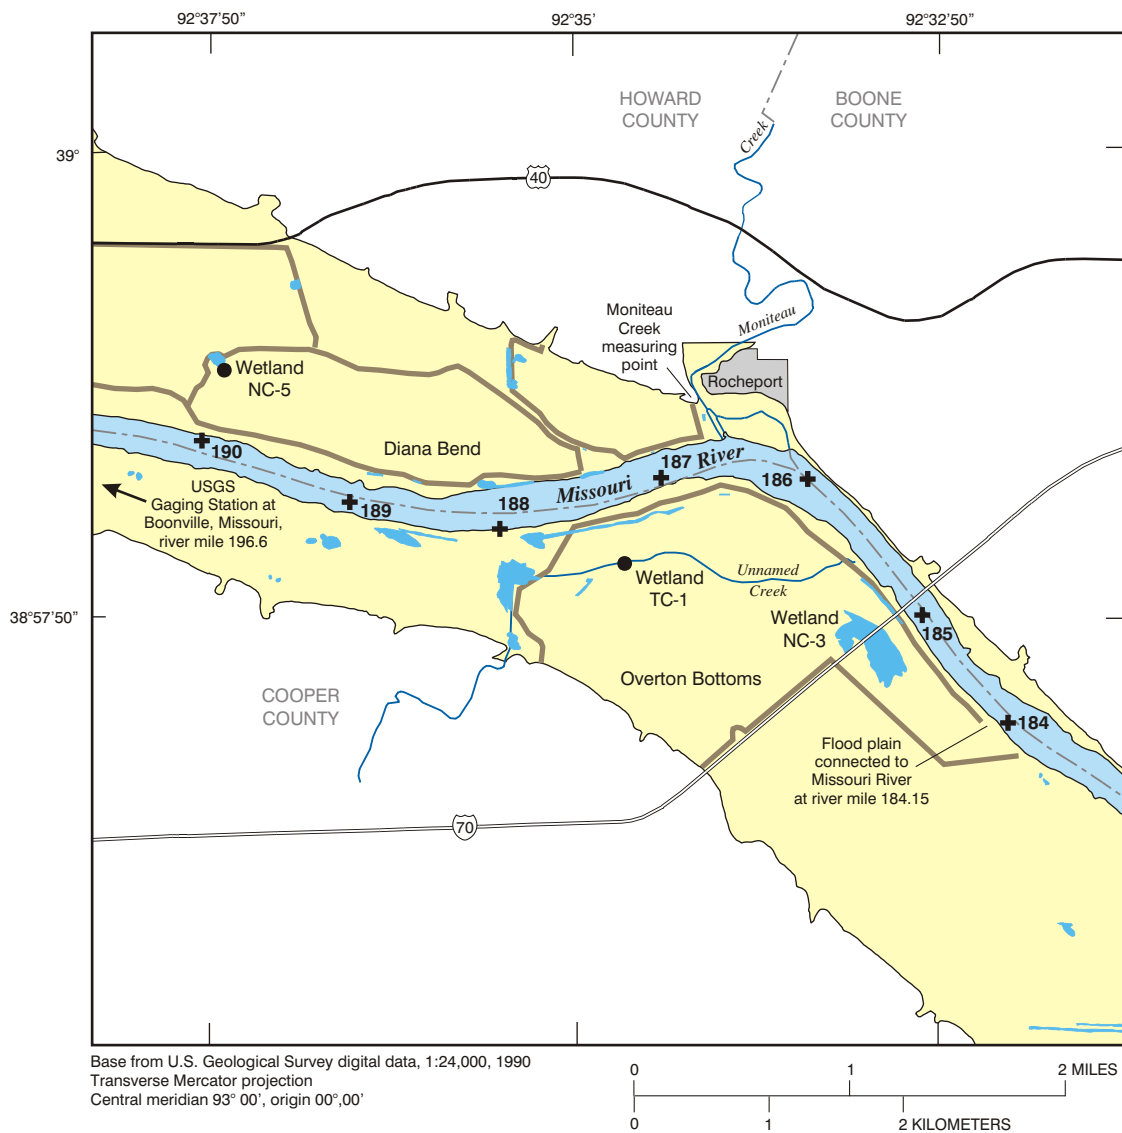 92°37'50”
92°35'
92°32'50”
HOWARD
COUNTY
BOONE
COUNTY
Creek
39°
40
Moniteau
Moniteau
Creek
measuring
point
Rocheport
Wetland
NC-5
Diana Bend
190
187
River
186
USGS
Gaging Station at
Boonville, Missouri,
river mile 196.6
189
188
Missouri
Wetland
TC-1
Unnamed
Creek
38°57'50”
Wetland
NC-3
185
Overton Bottoms
COOPER
COUNTY
184
Flood plain
connected to
Missouri River
at river mile 184.15
70
Base from U.S. Geological Survey digital data, 1:24,000, 1990
Transverse Mercator projection
Central meridian 93° 00’, origin 00°,00’
0 1 2 MILES
0 1 2 KILOMETERS